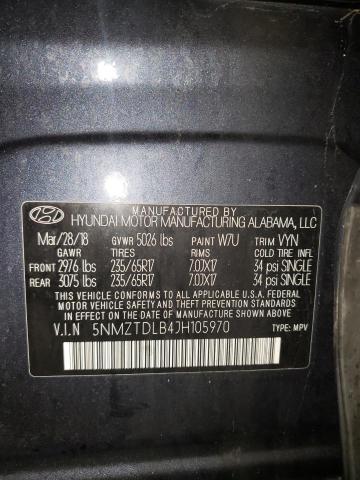 MANUFACTURED BY
HYUNDAI MOTOR MANUFACTURING ALABAMA, LLC
Mar/28/18 GVWR 5026 lbs PAINT W7U TRIM VYN
GAWR TIRES RIMS COLD TIRE INFL
FRONT 2976 lbs 235/65R17 7.0JX17 34 psi SINGLE
REAR 3075 lbs 235/65R17 7.0JX17 34 psi SINGLE
THIS VEHICLE CONFORMS TO ALL APPLICABLE
FEDERAL MOTOR VEHICLE SAFETY STANDARDS
IN EFFECT ON THE DATE OF MANUFACTURE SHOWN ABOVE.
V.I.N 5NMZTDLB4JH105970
TYPE: MPV